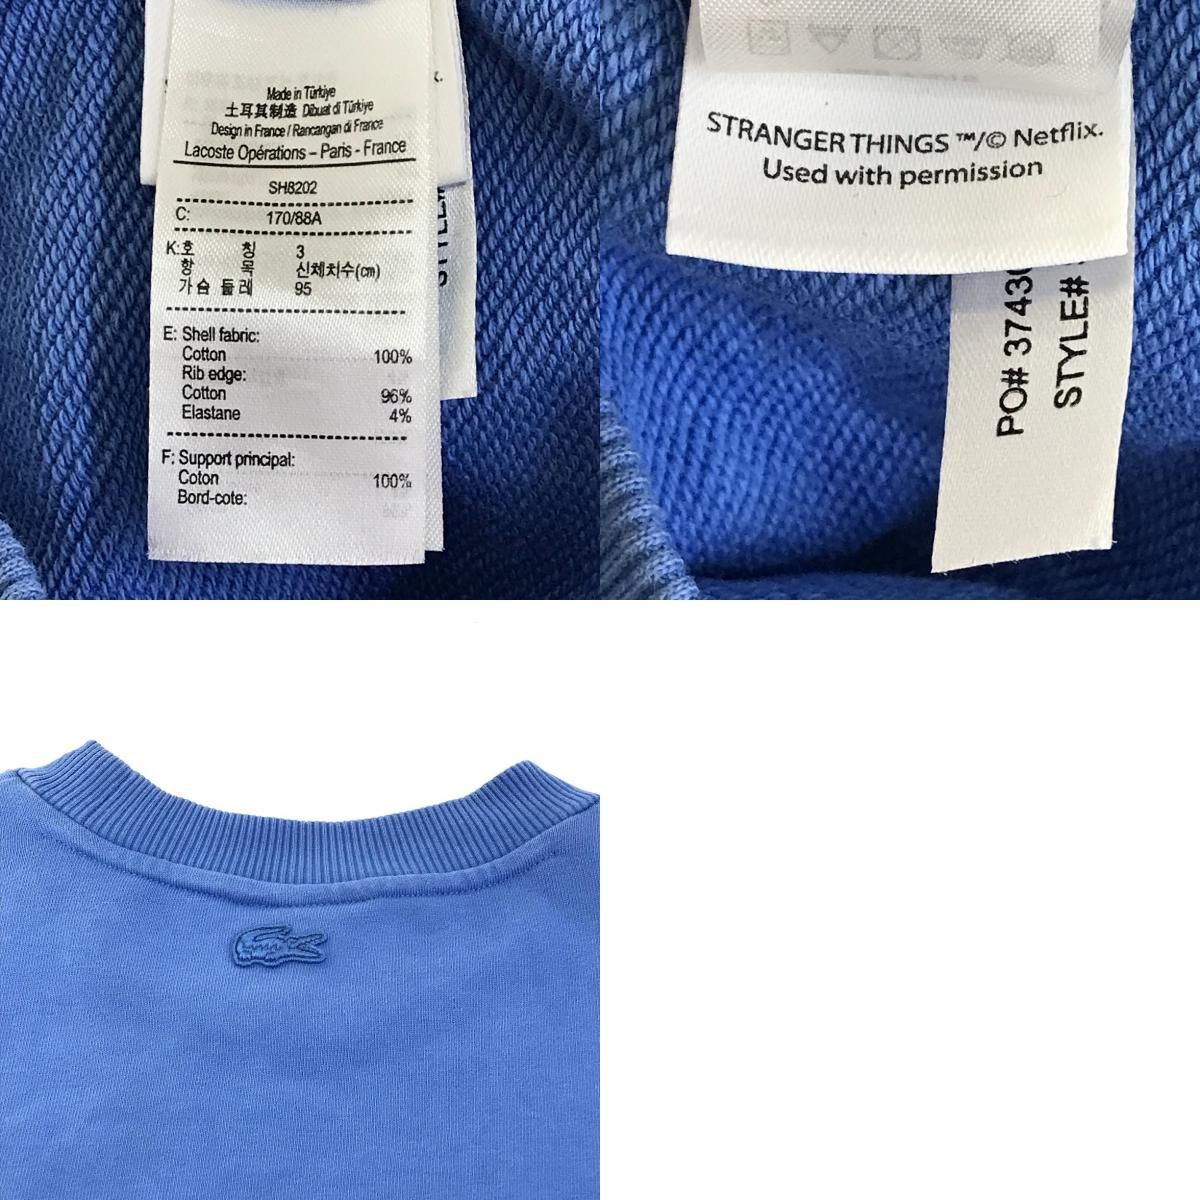 Made in Türkiye
土耳其制造 Dibuat di Türkiye
Design in France / Rancangan di France
Lacoste Opérations – Paris - France
SH8202
C: 170/88A
K:호 칭 3
항 목 신체치수(cm)
가슴 둘레 95
E: Shell fabric:
Cotton 100%
Rib edge:
Cotton 96%
Elastane 4%
F: Support principal:
Coton 100%
Bord-cote:
STYLE#
STRANGER THINGS ™/© Netflix.
Used with permission
PO# 3743
STYLE#